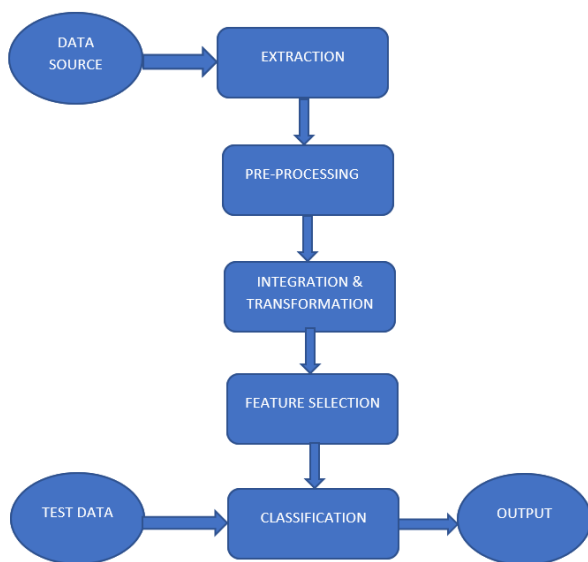 DATA
SOURCE
EXTRACTION
PRE-PROCESSING
INTEGRATION &
TRANSFORMATION
FEATURE SELECTION
TEST DATA
CLASSIFICATION
OUTPUT